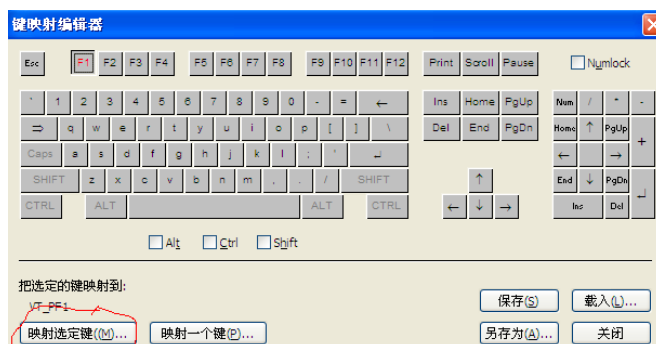 键映射编辑器
Esc F1 F2 F3 F4 F5 F6 F7 F8 F9 F10 F11 F12 Print Scroll Pause Numlock
` 1 2 3 4 5 6 7 8 9 0 - = ← Ins Home PgUp Num / * -
⇒ q w e r t y u i o p [ ] \ Del End PgDn Home ↑ PgUp +
Caps a s d f g h j k l ; ' ↵ ← →
SHIFT z x c v b n m , . / SHIFT ↑ End ↓ PgDn ↵
CTRL ALT ALT CTRL ← ↓ → Ins Del
Alt Ctrl Shift
把选定的键映射到:
VT_PF1
保存(S) 载入(L)...
映射选定键((M)... 映射一个键(P)... 另存为(A)... 关闭